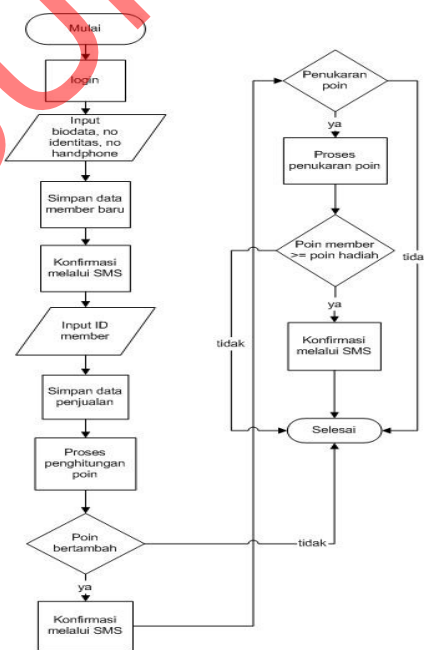 Mulai
login
Input
biodata, no
identitas, no
handphone
Simpan data
member baru
Konfirmasi
melalui SMS
Input ID
member
Simpan data
penjualan
Proses
penghitungan
poin
Poin
bertambah
tidak
ya
Konfirmasi
melalui SMS
Penukaran
poin
ya
Proses
penukaran poin
Poin member
>= poin hadiah
tida
ya
tidak
Konfirmasi
melalui SMS
Selesai